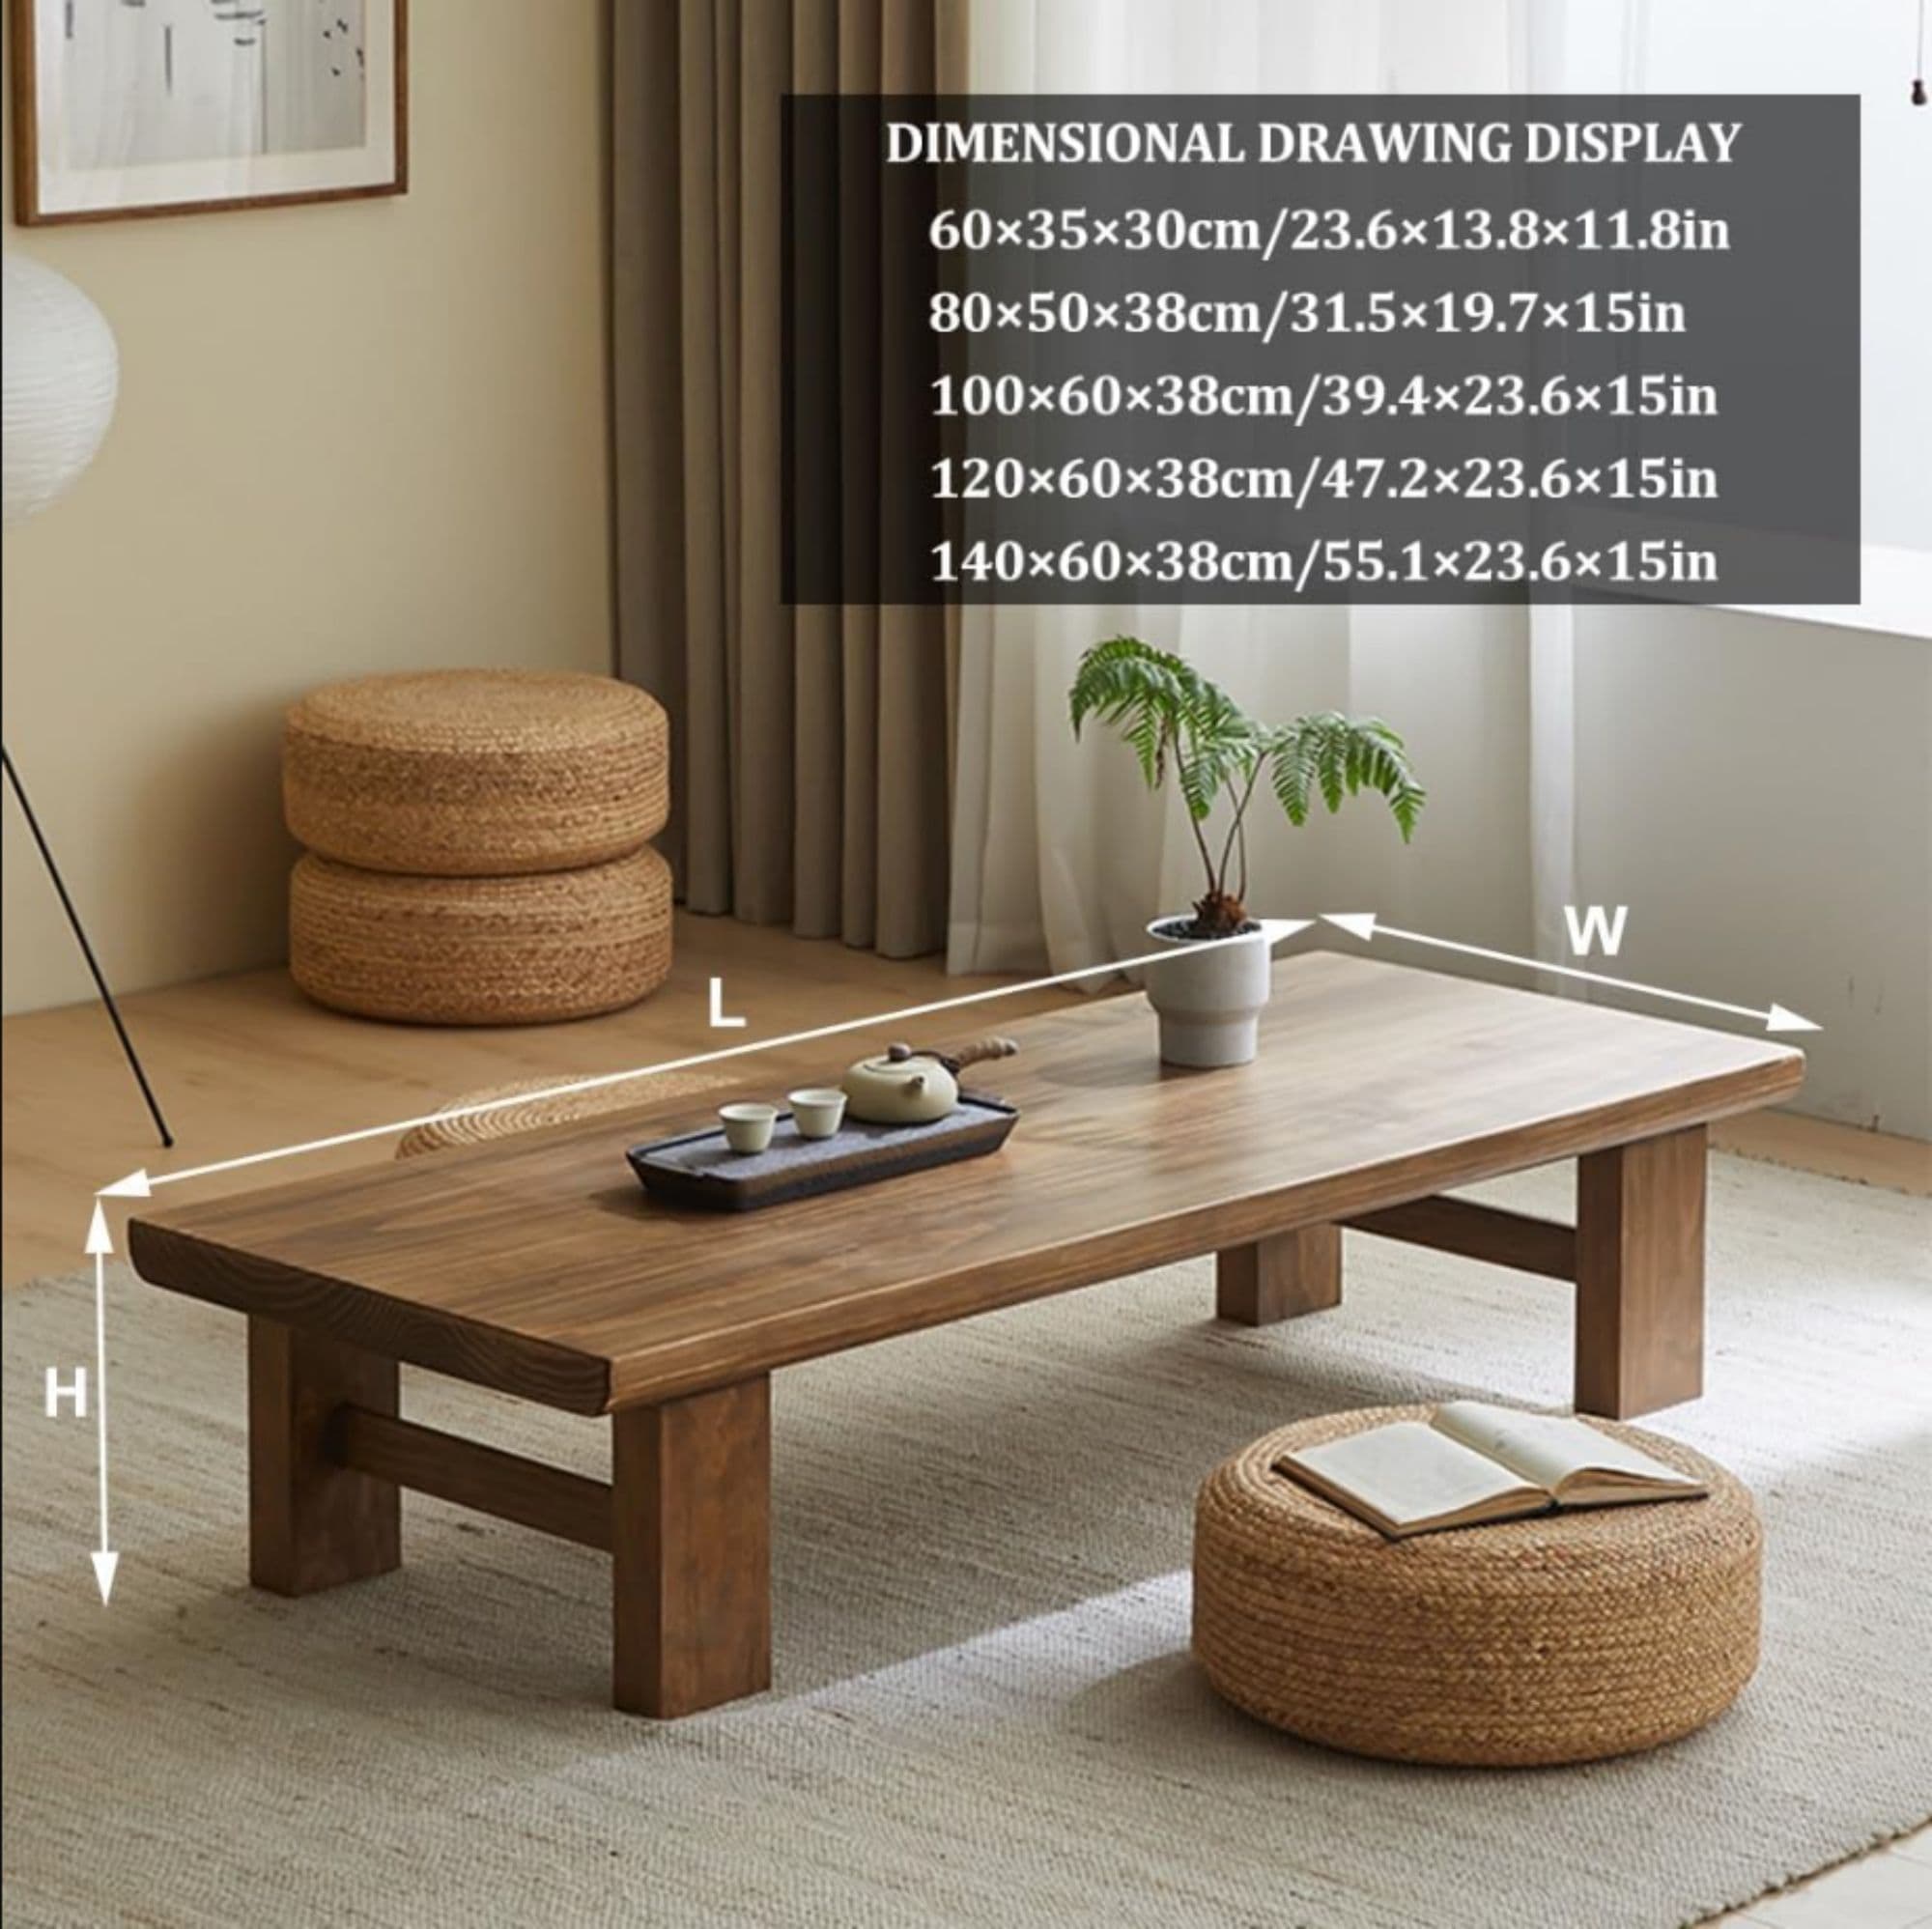 DIMENSIONAL DRAWING DISPLAY
60×35×30cm/23.6×13.8×11.8in
80×50×38cm/31.5×19.7×15in
100×60×38cm/39.4×23.6×15in
120×60×38cm/47.2×23.6×15in
140×60×38cm/55.1×23.6×15in
W
L
H